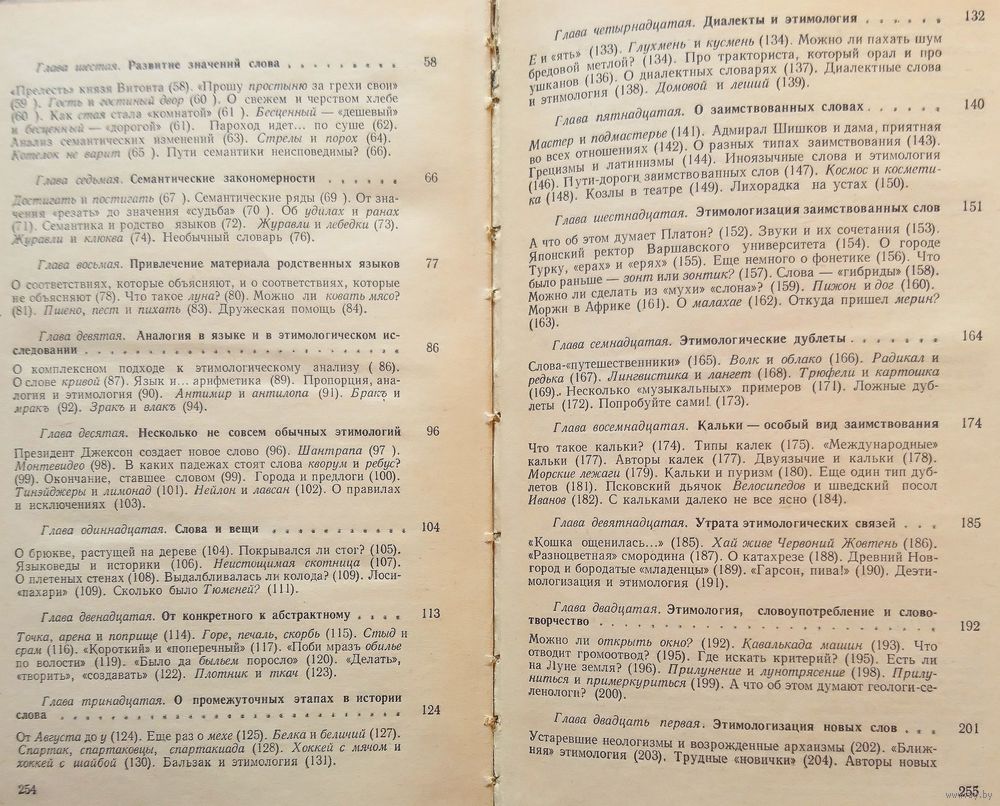 Глава шестая. Развитие значений слова . . . . . . . . . 58
«Прелесть» князя Витовта (58). «Прошу простыню за грехи свои»
(59 ). Гость и гостиный двор (60 ). О свежем и черством хлебе
(60 ). Как стая стала «комнатой» (61 ). Бесценный — «дешевый»
и бесценный — «дорогой» (61). Пароход идет... по суше (62).
Анализ семантических изменений (63). Стрелы и порох (64).
Котелок не варит (65 ). Пути семантики неисповедимы? (66).
Глава седьмая. Семантические закономерности . . . . . . 66
Достигать и постигать (67 ). Семантические ряды (69 ). От зна-
чения «резать» до значения «судьба» (70 ). Об удилах и ранах
(71). Семантика и родство языков (72). Журавли и лебедки (73).
Журавли и клюква (74). Необычный словарь (76).
Глава восьмая. Привлечение материала родственных языков 77
О соответствиях, которые объясняют, и о соответствиях, которые
не объясняют (78). Что такое луна? (80). Можно ли ковать мясо?
(81). Пшено, пест и пихать (83). Дружеская помощь (84).
Глава девятая. Аналогия в языке и в этимологическом ис-
следовании . . . . . . . . . . . . . . . . . . . 86
О комплексном подходе к этимологическому анализу ( 86).
О слове кривой (87). Язык и... арифметика (89). Пропорция, ана-
логия и этимология (90). Антимир и антилопа (91). Бракъ и
мракъ (92). Зракъ и влакъ (94).
Глава десятая. Несколько не совсем обычных этимологий 96
Президент Джексон создает новое слово (96). Шантрапа (97 ).
Монтевидео (98). В каких падежах стоят слова кворум и ребус?
(99). Окончание, ставшее словом (99). Города и предлоги (100).
Тинэйджеры и лимонад (101). Нейлон и лавсан (102). О правилах
и исключениях (103).
Глава одиннадцатая. Слова и вещи . . . . . . . . . . 104
О брюкве, растущей на дереве (104). Покрывался ли стог? (105).
Языковеды и историки (106). Неистощимая скотница (107).
О плетеных стенах (108). Выдалбливалась ли колода? (109). Лоси-
«пахари» (109). Сколько было Тюменей? (111).
Глава двенадцатая. От конкретного к абстрактному . . . . 113
Точка, арена и поприще (114). Горе, печаль, скорбь (115). Стыд и
срам (116). «Короткий» и «поперечный» (117). «Поби мразъ обилье
по волости» (119). «Было да быльем поросло» (120). «Делать»,
«творить», «создавать» (122). Плотник и ткач (123).
Глава тринадцатая. О промежуточных этапах в истории
слова . . . . . . . . . . . . . . . . . . . . . 124
От Августа до у (124). Еще раз о мехе (125). Белка и беличий (127).
Спартак, спартаковцы, спартакиада (128). Хоккей с мячом и
хоккей с шайбой (130). Бальзак и этимология (131).
254
Глава четырнадцатая. Диалекты и этимология . . . . . . 132
Е и «ять» (133). Глухмень и кусмень (134). Можно ли пахать шум
бредовой метлой? (134). Про тракториста, который орал и про
ушканов (136). О диалектных словарях (137). Диалектные слова
и этимология (138). Домовой и леший (139).
Глава пятнадцатая. О заимствованных словах . . . . . . 140
Мастер и подмастерье (141). Адмирал Шишков и дама, приятная
во всех отношениях (142). О разных типах заимствования (143).
Грецизмы и латинизмы (144). Иноязычные слова и этимология
(146). Пути-дороги заимствованных слов (147). Космос и космети-
ка (148). Козлы в театре (149). Лихорадка на устах (150).
Глава шестнадцатая. Этимологизация заимствованных слов 151
А что об этом думает Платон? (152). Звуки и их сочетания (153).
Японский ректор Варшавского университета (154). О городе
Турку, «ерах» и «ерях» (155). Еще немного о фонетике (156). Что
было раньше — зонт или зонтик? (157). Слова — «гибриды» (158).
Можно ли сделать из «мухи» «слона»? (159). Пижон и дог (160).
Моржи в Африке (161). О малахае (162). Откуда пришел мерин?
(163).
Глава семнадцатая. Этимологические дублеты . . . . . . . 164
Слова-«путешественники» (165). Волк и облако (166). Радикал и
редька (167). Лингвистика и лангет (168). Трюфели и картошка
(169). Несколько «музыкальных» примеров (171). Ложные дуб-
леты (172). Попробуйте сами! (173).
Глава восемнадцатая. Кальки — особый вид заимствования 174
Что такое кальки? (174). Типы калек (175). «Международные»
кальки (177). Авторы калек (177). Двуязычие и кальки (178).
Морские лежаги (179). Кальки и пуризм (180). Еще один тип дуб-
летов (181). Псковский дьячок Велосипедов и шведский посол
Иванов (182). С кальками далеко не все ясно (184).
Глава девятнадцатая. Утрата этимологических связей . . . 185
«Кошка ощенилась...» (185). Хай живе Червоний Жовтень (186).
«Разноцветная» смородина (187). О катахрезе (188). Древний Нов-
город и бородатые «младенцы» (189). «Гарсон, пива!» (190). Деэти-
мологизация и этимология (191).
Глава двадцатая. Этимология, словоупотребление и слово-
творчество . . . . . . . . . . . . . . . . . . . 192
Можно ли открыть окно? (192). Кавалькада машин (193). Что
отводит громоотвод? (195). Где искать критерий? (195). Есть ли
на Луне земля? (196). Прилунение и лунотрясение (198). Прилу-
ниться и примеркуриться (199). А что об этом думают геологи-се-
ленологи? (200).
Глава двадцать первая. Этимологизация новых слов . . . 201
Устаревшие неологизмы и возрожденные архаизмы (202). «Ближ-
няя» этимология (203). Трудные «новички» (204). Авторы новых
255